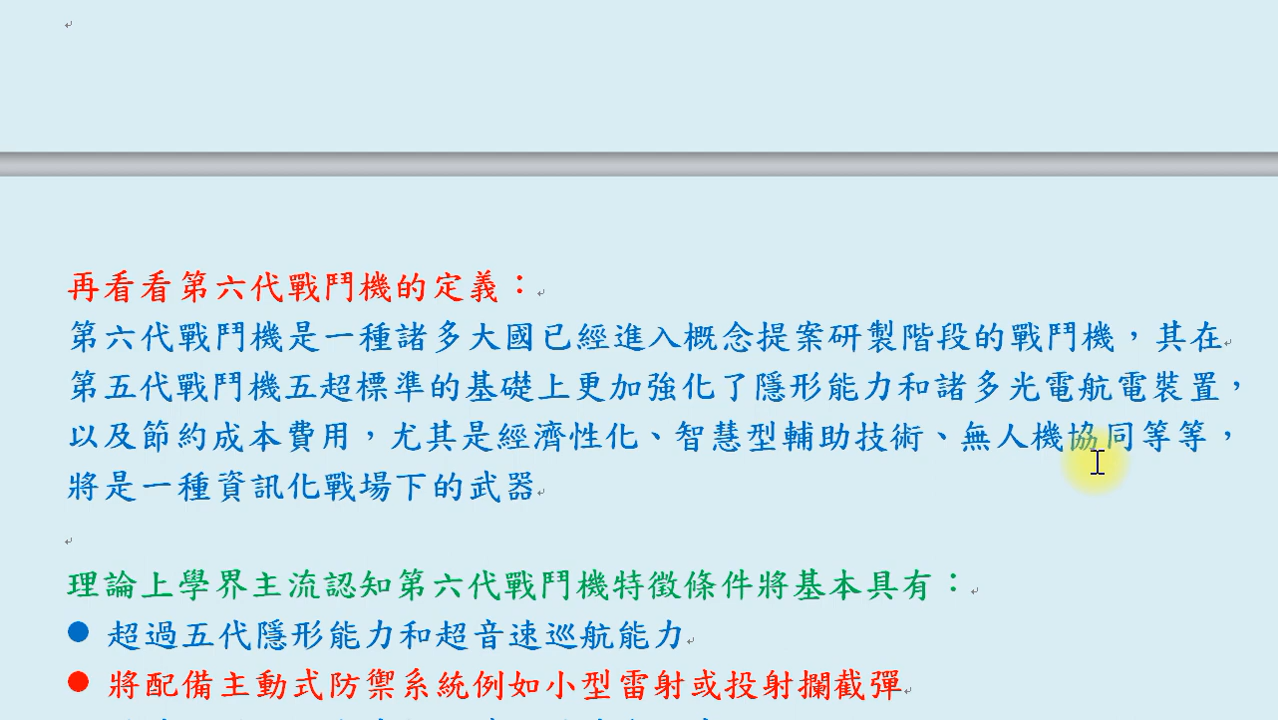 再看看第六代戰鬥機的定義：
第六代戰鬥機是一種諸多大國已經進入概念提案研製階段的戰鬥機，其在
第五代戰鬥機五超標準的基礎上更加強化了隱形能力和諸多光電航電裝置，
以及節約成本費用，尤其是經濟性化、智慧型輔助技術、無人機協同等等，
將是一種資訊化戰場下的武器
理論上學界主流認知第六代戰鬥機特徵條件將基本具有：
● 超過五代隱形能力和超音速巡航能力
● 將配備主動式防禦系統例如小型雷射或投射攔截彈